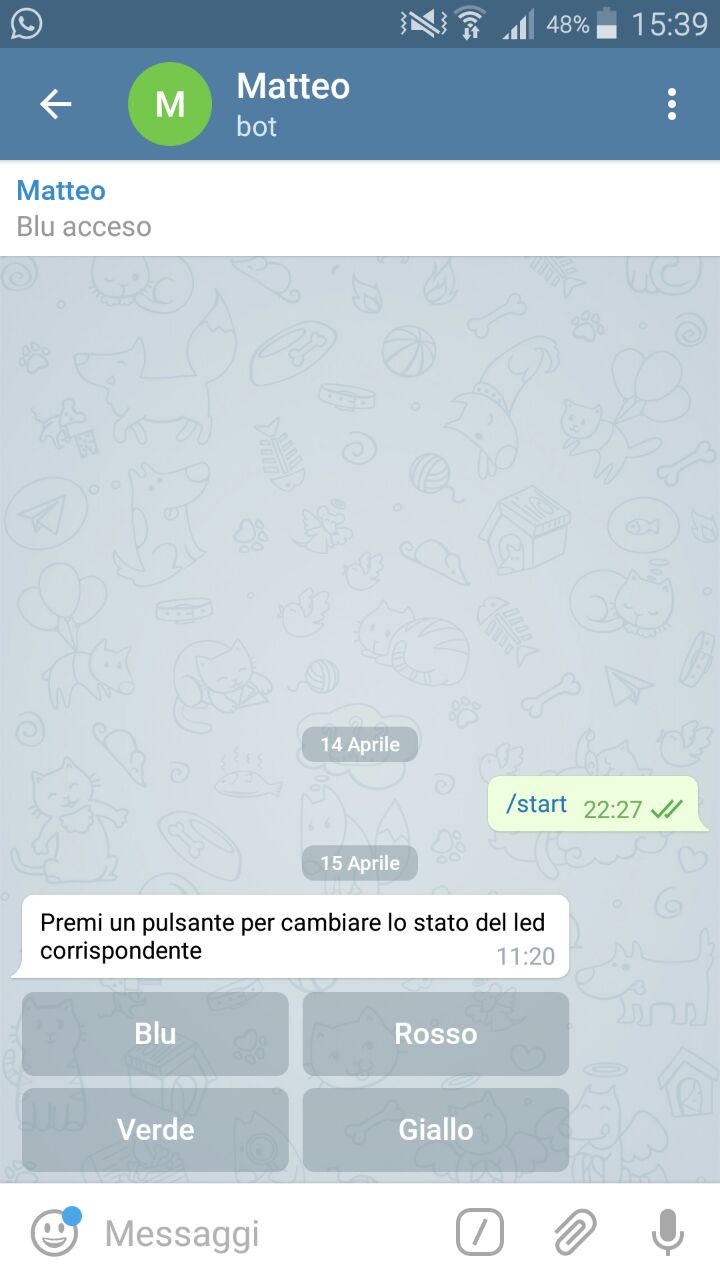 48% 15:39
M
Matteo
bot
Matteo
Blu acceso
14 Aprile
/start 22:27
15 Aprile
Premi un pulsante per cambiare lo stato del led
corrispondente
11:20
Blu Rosso
Verde Giallo
Messaggi